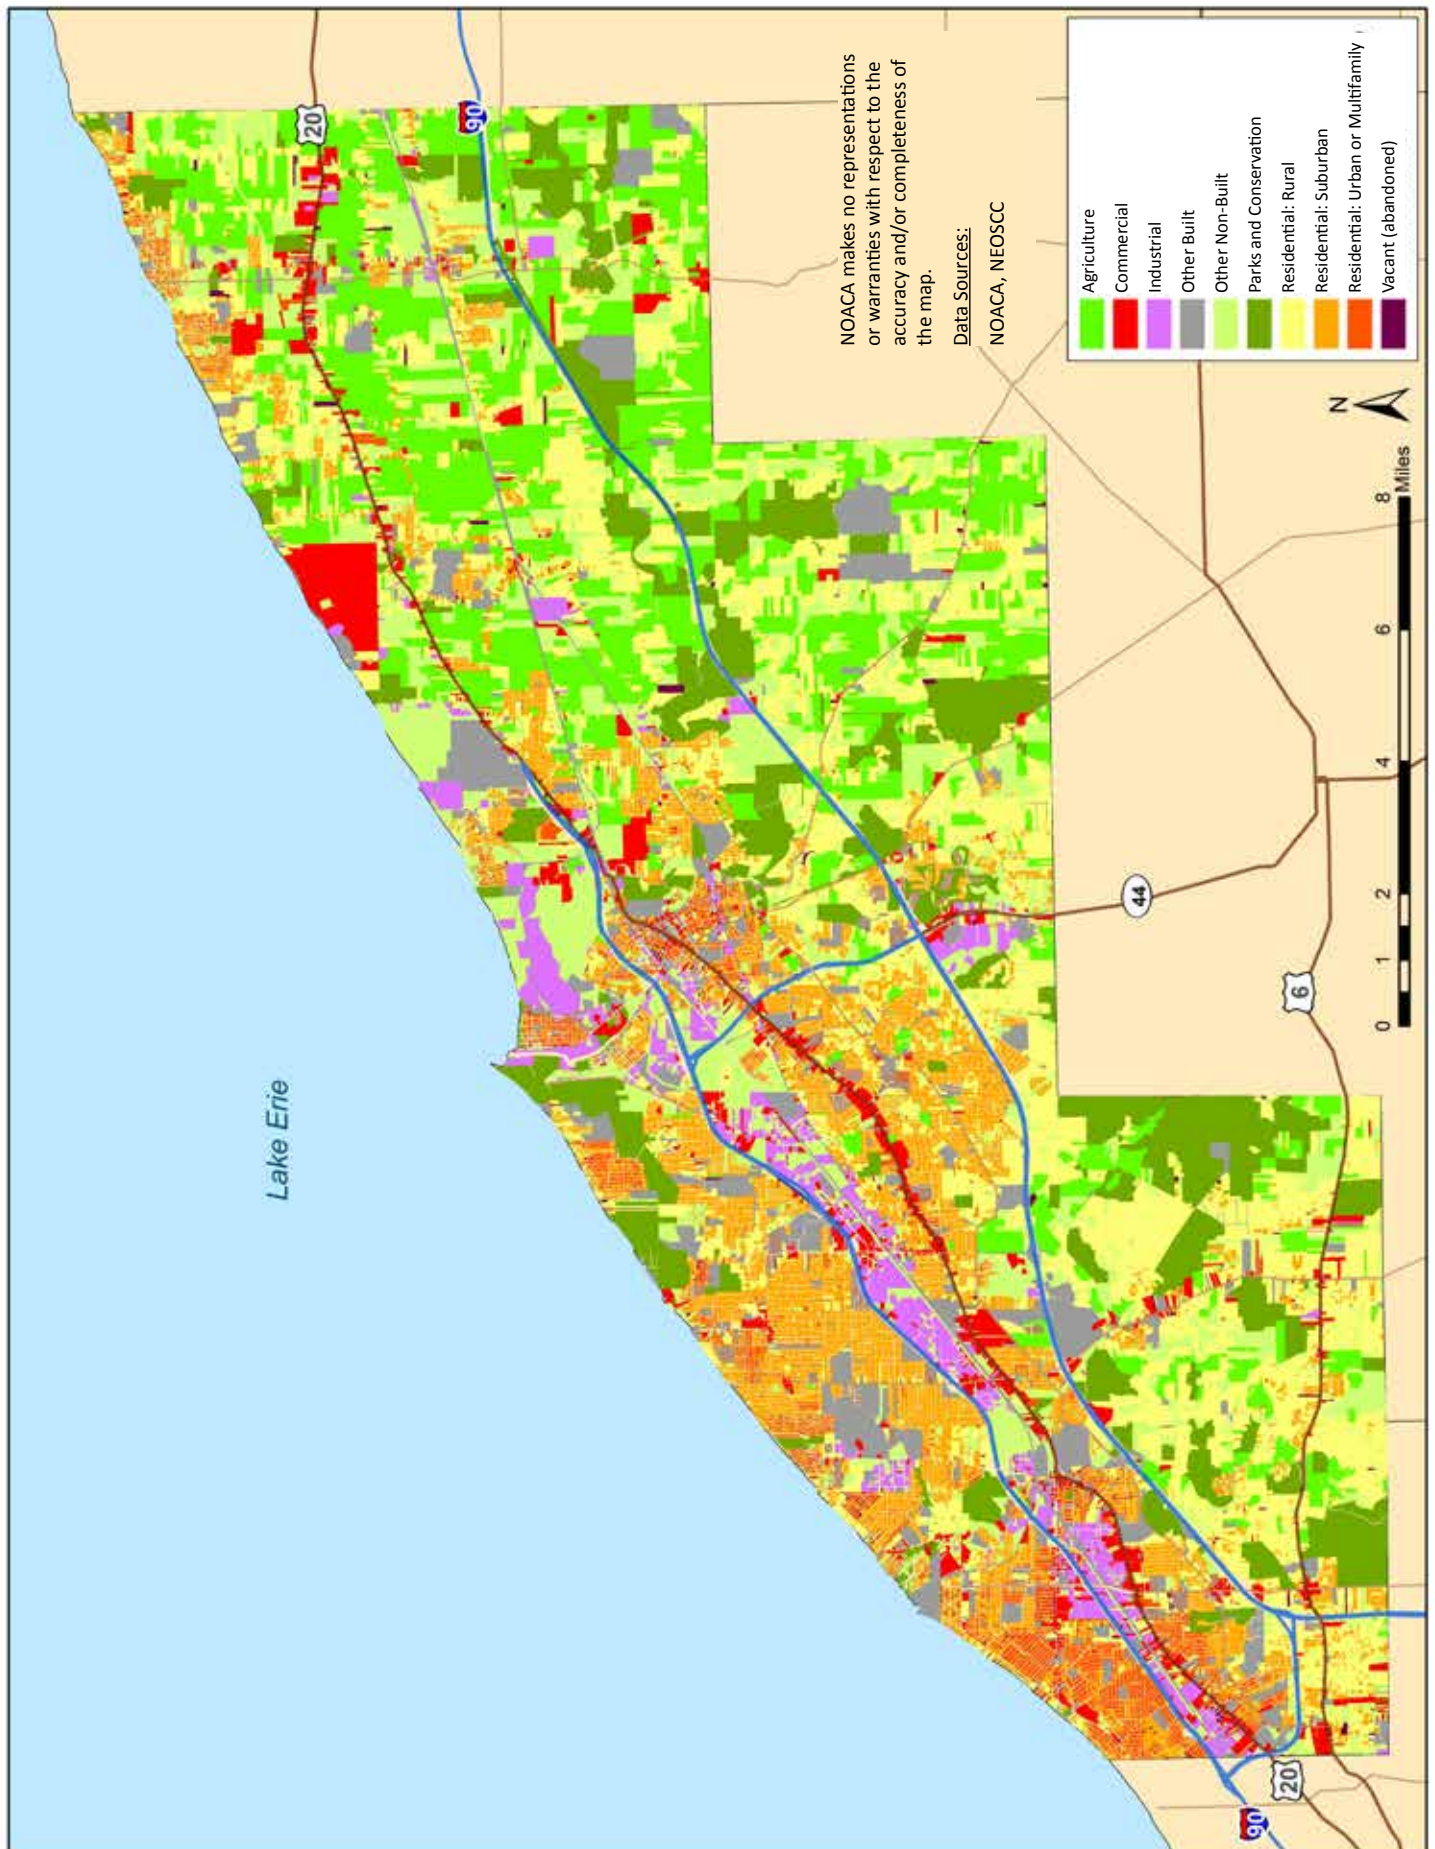 Lake Erie
20
90
NOACA makes no representations
or warranties with respect to the
accuracy and/or completeness of
the map.
Data Sources:
NOACA, NEOSCC
44
6
20
90
N
0 1 2 4 6 8
Miles
Agriculture
Commercial
Industrial
Other Built
Other Non-Built
Parks and Conservation
Residential: Rural
Residential: Suburban
Residential: Urban or Multifamily
Vacant (abandoned)